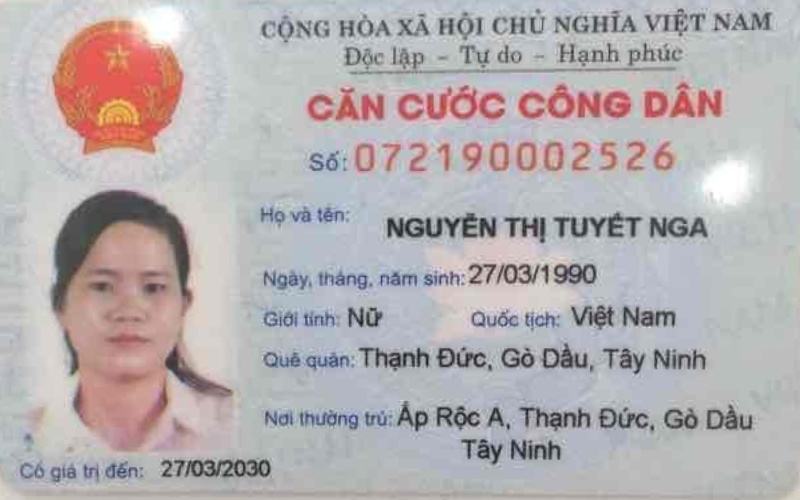 CỘNG HÒA XÃ HỘI CHỦ NGHĨA VIỆT NAM
Độc lập - Tự do - Hạnh phúc
CĂN CƯỚC CÔNG DÂN
Số: 072190002526
Họ và tên: NGUYỄN THỊ TUYẾT NGA
Ngày, tháng, năm sinh: 27/03/1990
Giới tính: Nữ Quốc tịch: Việt Nam
Quê quán: Thạnh Đức, Gò Dầu, Tây Ninh
Nơi thường trú: Ấp Rộc A, Thạnh Đức, Gò Dầu
Tây Ninh
Có giá trị đến: 27/03/2030